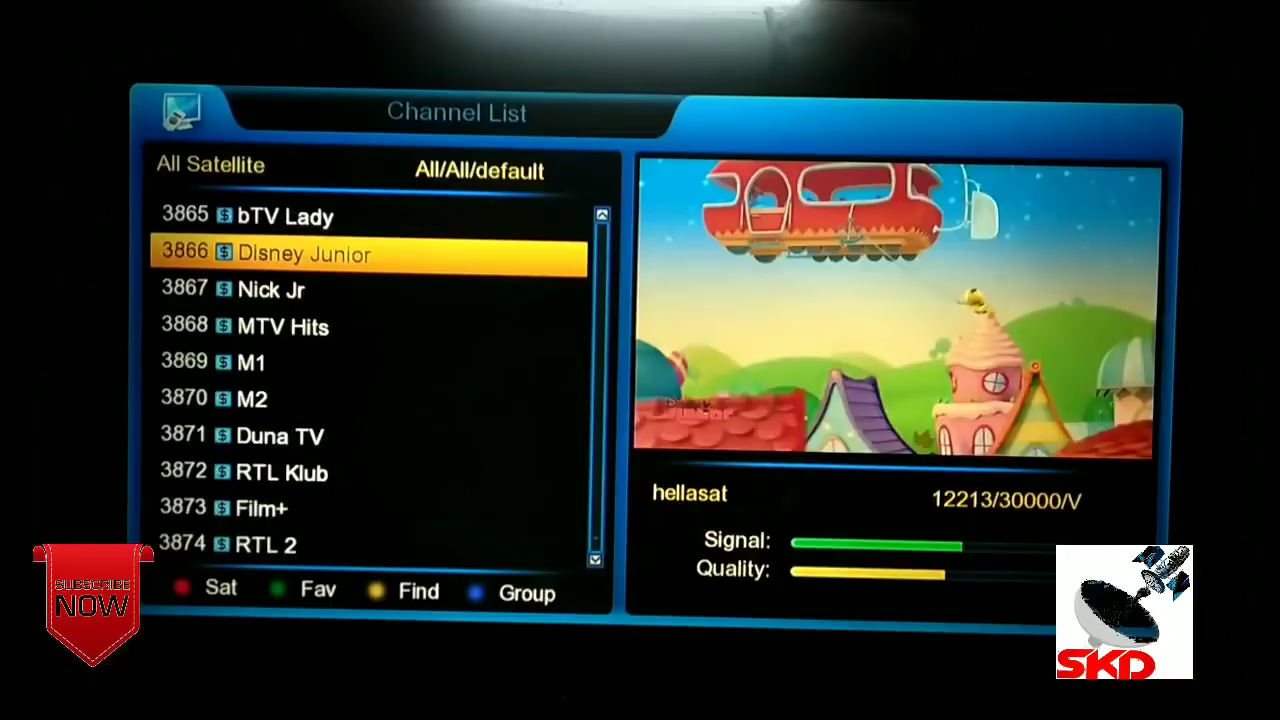 Channel List
All Satellite All/All/default
3865 $ bTV Lady
3866 $ Disney Junior
3867 $ Nick Jr
3868 $ MTV Hits
3869 $ M1
3870 $ M2
3871 $ Duna TV
3872 $ RTL Klub
3873 $ Film+
3874 $ RTL 2
Sat Fav Find Group
Disney
Junior
hellasat 12213/30000/V
Signal:
Quality:
SUBSCRIBE
NOW
SKD